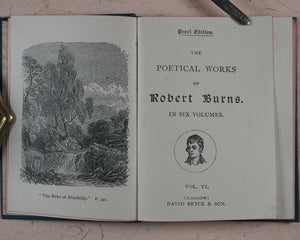 "The Birks of Aberfeldy." P. 341.
Pearl Edition.
THE
POETICAL WORKS
OF
Robert Burns.
IN SIX VOLUMES.
VOL. VI.
GLASGOW:
DAVID BRYCE & SON.